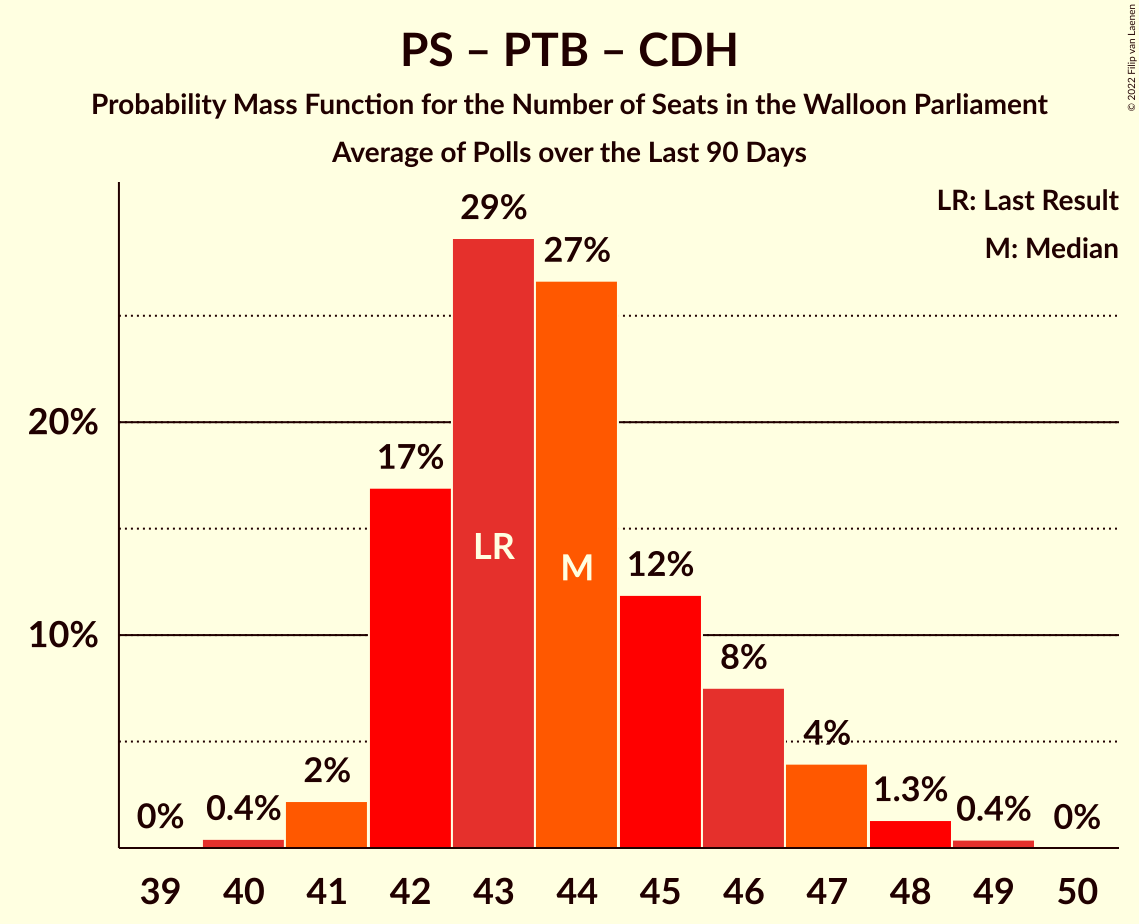 PS – PTB – CDH
Probability Mass Function for the Number of Seats in the Walloon Parliament
Average of Polls over the Last 90 Days
© 2022 Filip van Laenen
LR: Last Result
M: Median
29%
27%
20%
17%
LR
M
12%
10%
8%
4%
2%
1.3%
0% 0.4% 0.4% 0%
39 40 41 42 43 44 45 46 47 48 49 50